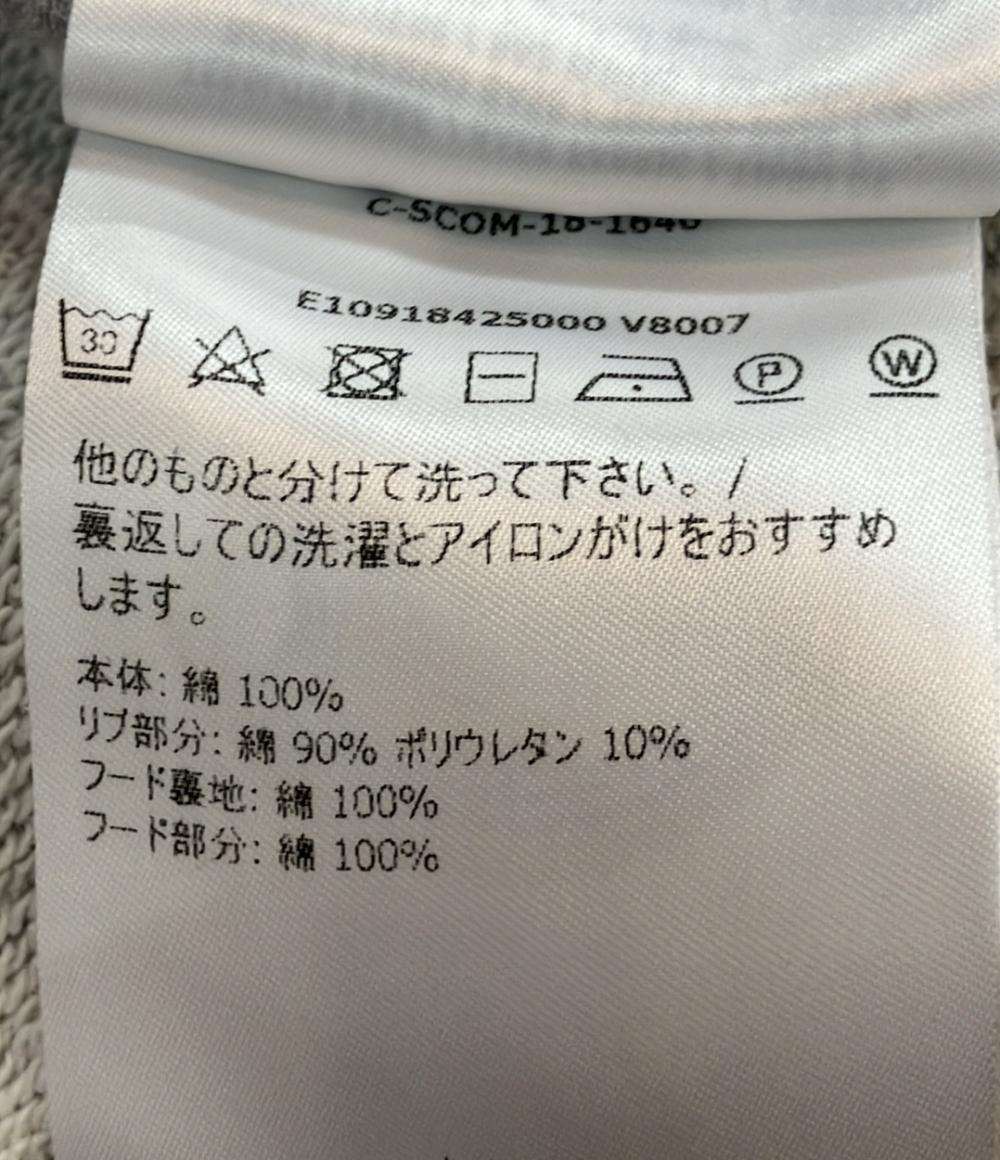 C-SCOM-18-1640
E10918425000 V8007
30
P
W
他のものと分けて洗って下さい。/
裏返しての洗濯とアイロンがけをおすすめ
します。
本体: 綿 100%
リブ部分: 綿 90% ポリウレタン 10%
フード裏地: 綿 100%
フード部分: 綿 100%